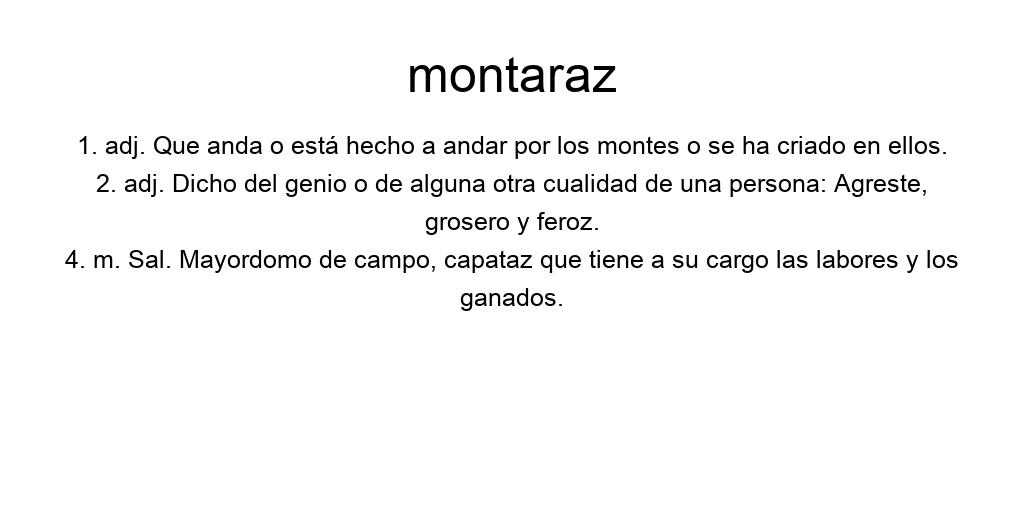 montaraz
1. adj. Que anda o está hecho a andar por los montes o se ha criado en ellos.
2. adj. Dicho del genio o de alguna otra cualidad de una persona: Agreste,
grosero y feroz.
4. m. Sal. Mayordomo de campo, capataz que tiene a su cargo las labores y los
ganados.